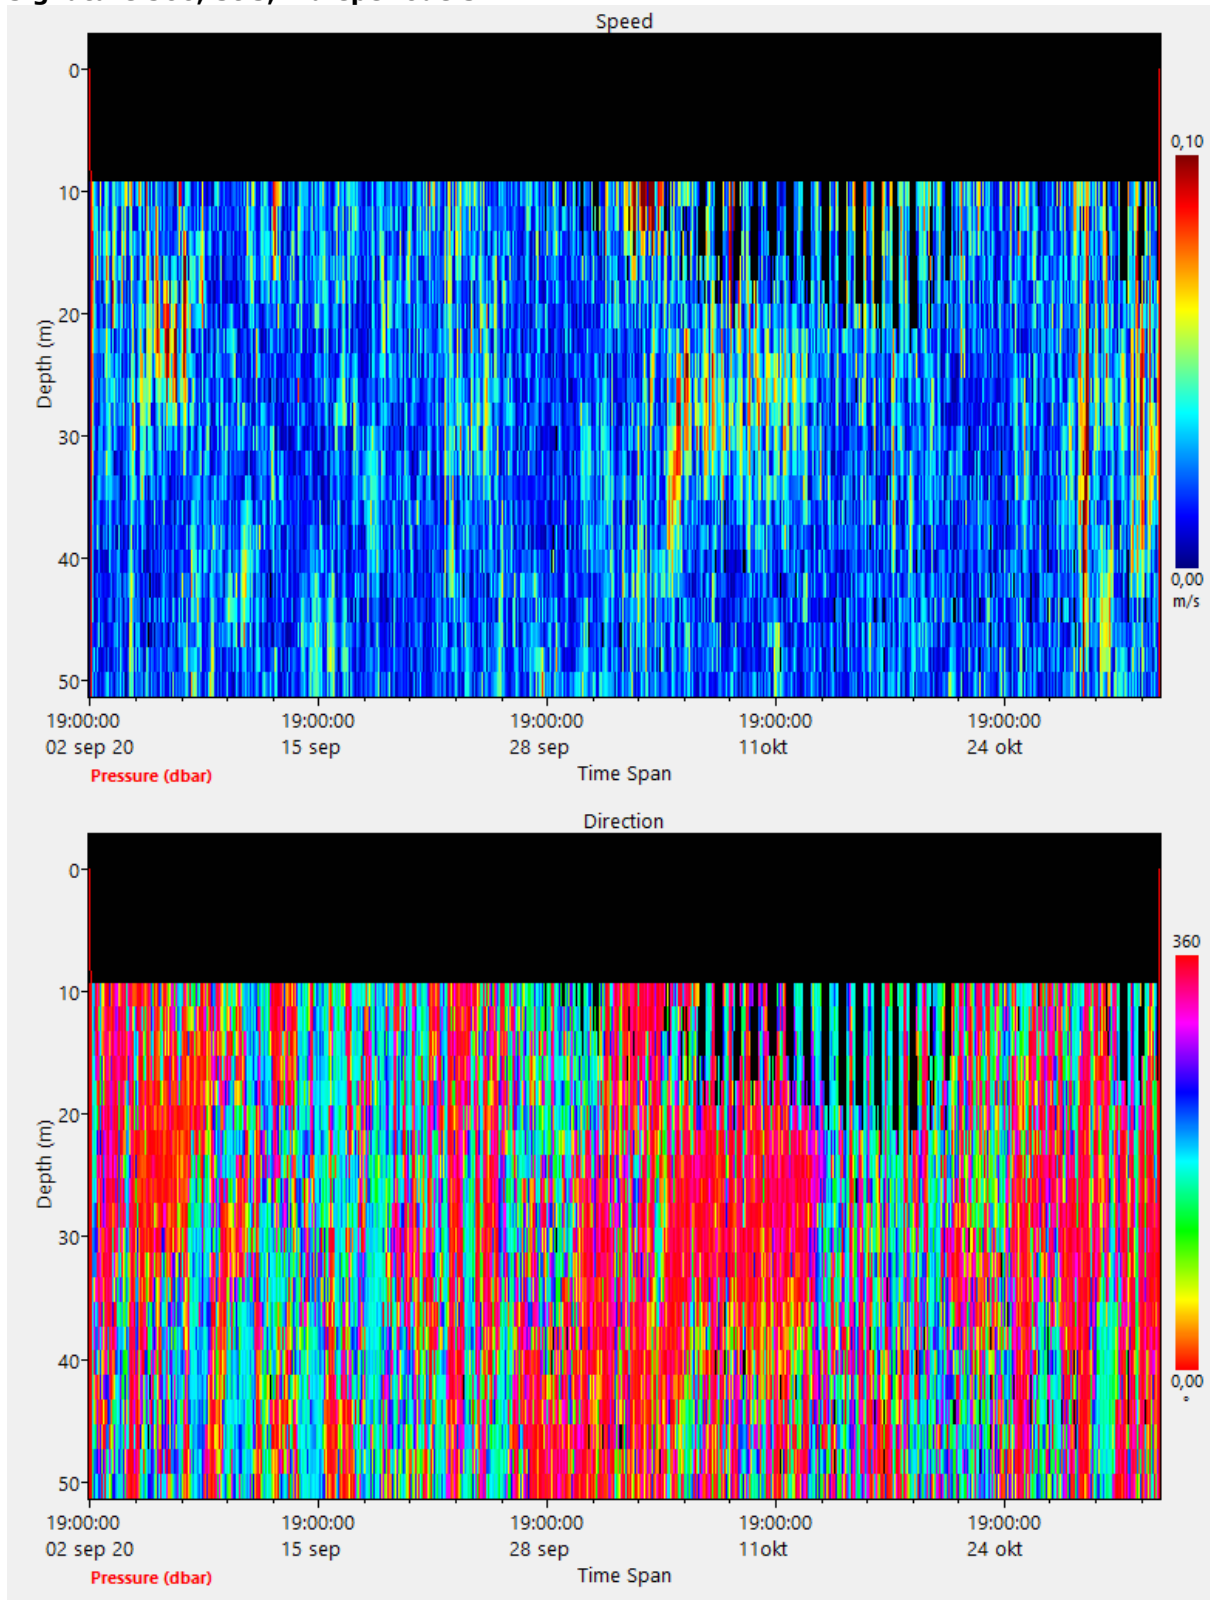 Speed
0
10
20
30
40
50
Depth (m)
0,10
0,00
m/s
19:00:00 19:00:00 19:00:00 19:00:00 19:00:00
02 sep 20 15 sep 28 sep 11okt 24 okt
Pressure (dbar) Time Span
Direction
0
10
20
30
40
50
Depth (m)
360
0,00
°
19:00:00 19:00:00 19:00:00 19:00:00 19:00:00
02 sep 20 15 sep 28 sep 11okt 24 okt
Pressure (dbar) Time Span